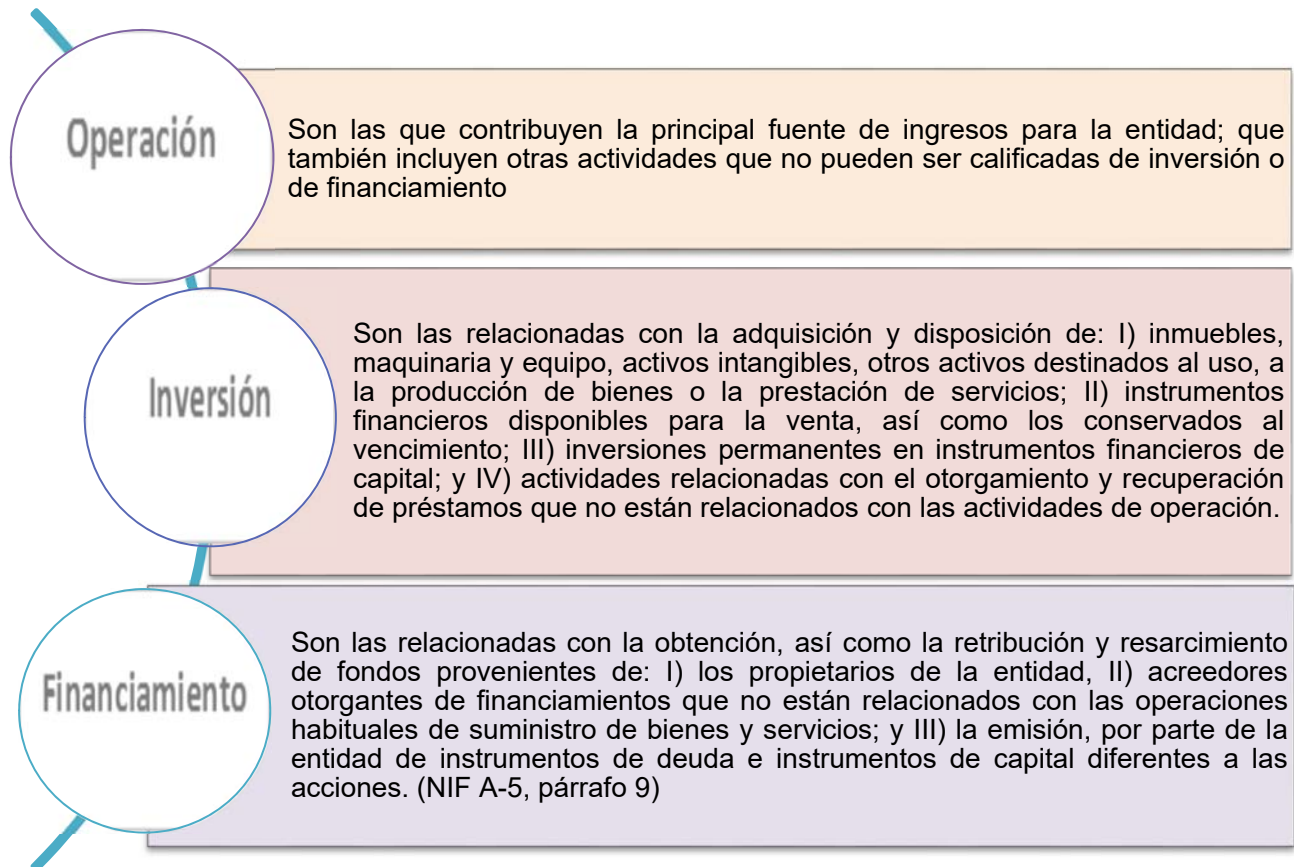 Operación
Son las que contribuyen la principal fuente de ingresos para la entidad; que
también incluyen otras actividades que no pueden ser calificadas de inversión o
de financiamiento
Inversión
Son las relacionadas con la adquisición y disposición de: I) inmuebles,
maquinaria y equipo, activos intangibles, otros activos destinados al uso, a
la producción de bienes o la prestación de servicios; II) instrumentos
financieros disponibles para la venta, así como los conservados al
vencimiento; III) inversiones permanentes en instrumentos financieros de
capital; y IV) actividades relacionadas con el otorgamiento y recuperación
de préstamos que no están relacionados con las actividades de operación.
Financiamiento
Son las relacionadas con la obtención, así como la retribución y resarcimiento
de fondos provenientes de: I) los propietarios de la entidad, II) acreedores
otorgantes de financiamientos que no están relacionados con las operaciones
habituales de suministro de bienes y servicios; y III) la emisión, por parte de la
entidad de instrumentos de deuda e instrumentos de capital diferentes a las
acciones. (NIF A-5, párrafo 9)